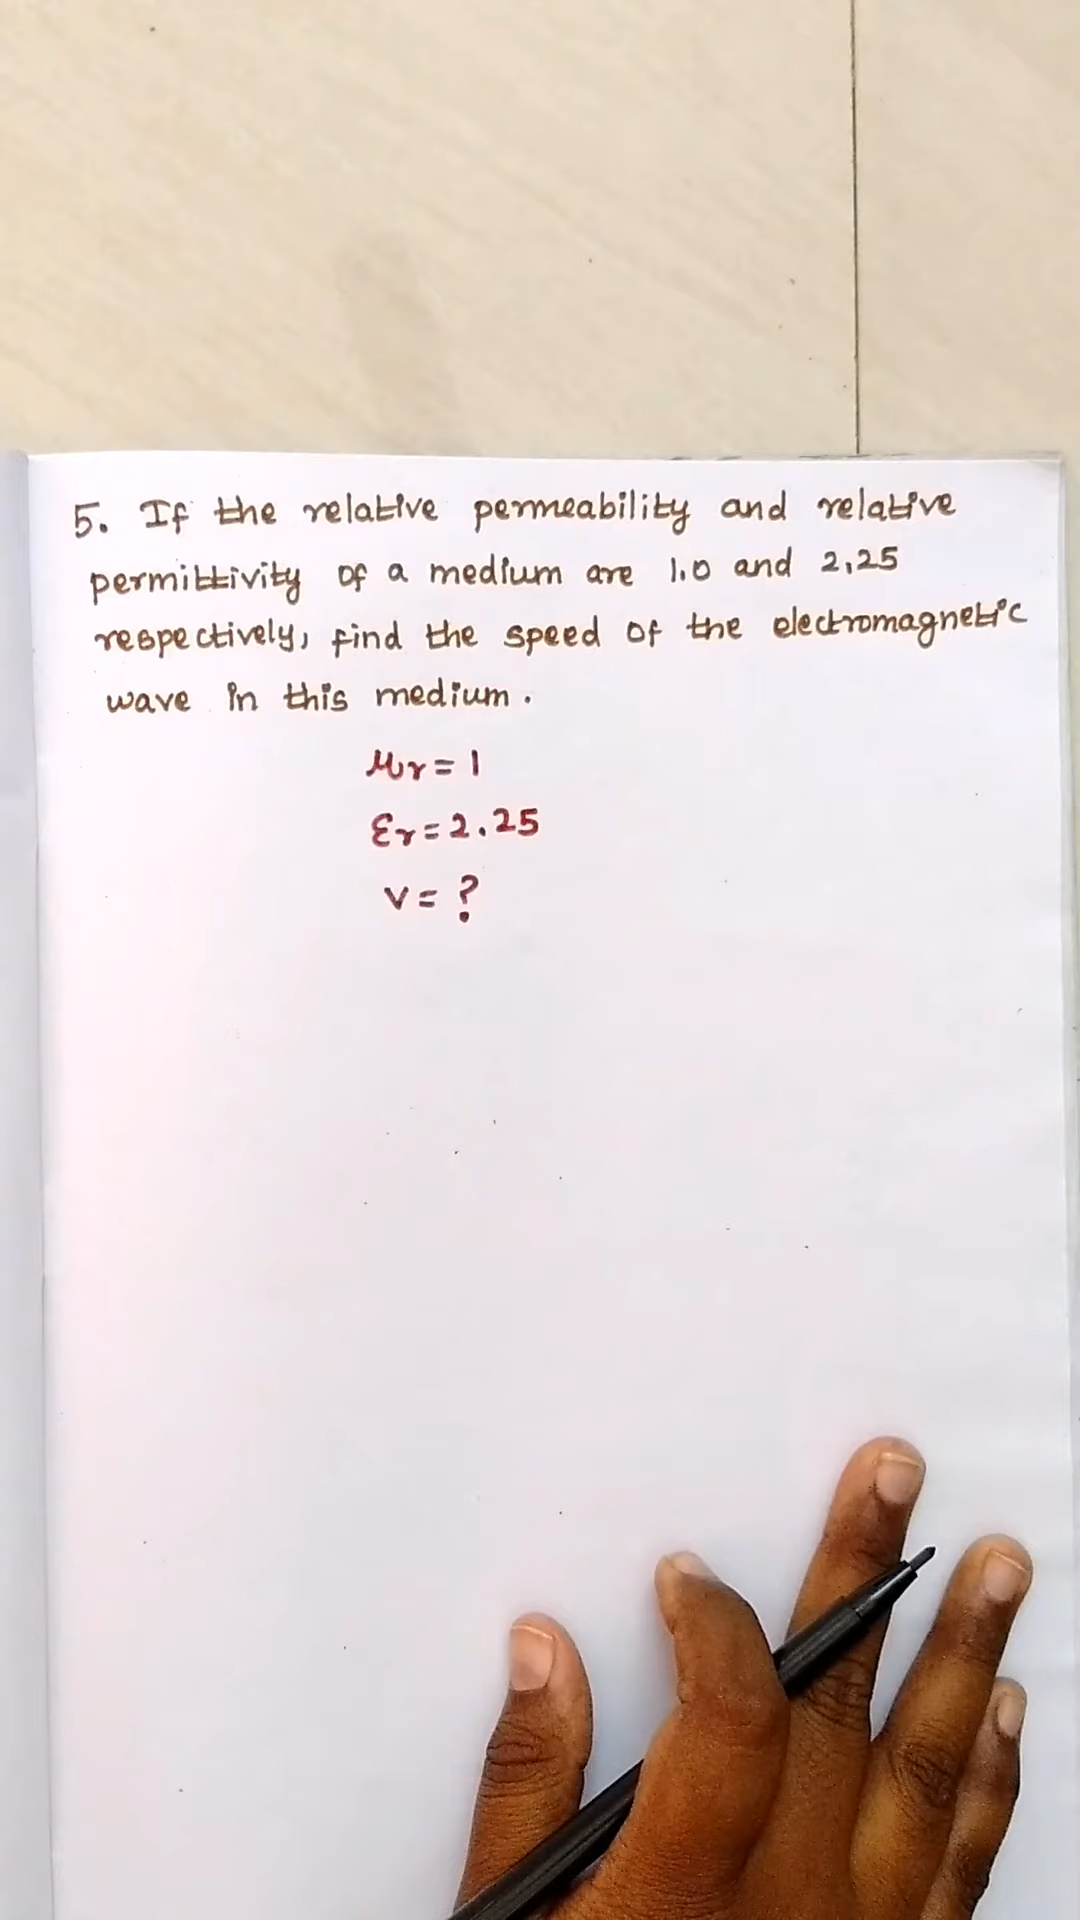 5. If the relative permeability and relative
permittivity of a medium are 1.0 and 2.25
respectively, find the speed of the electromagnetic
wave in this medium.
μr = 1
εr = 2.25
v = ?